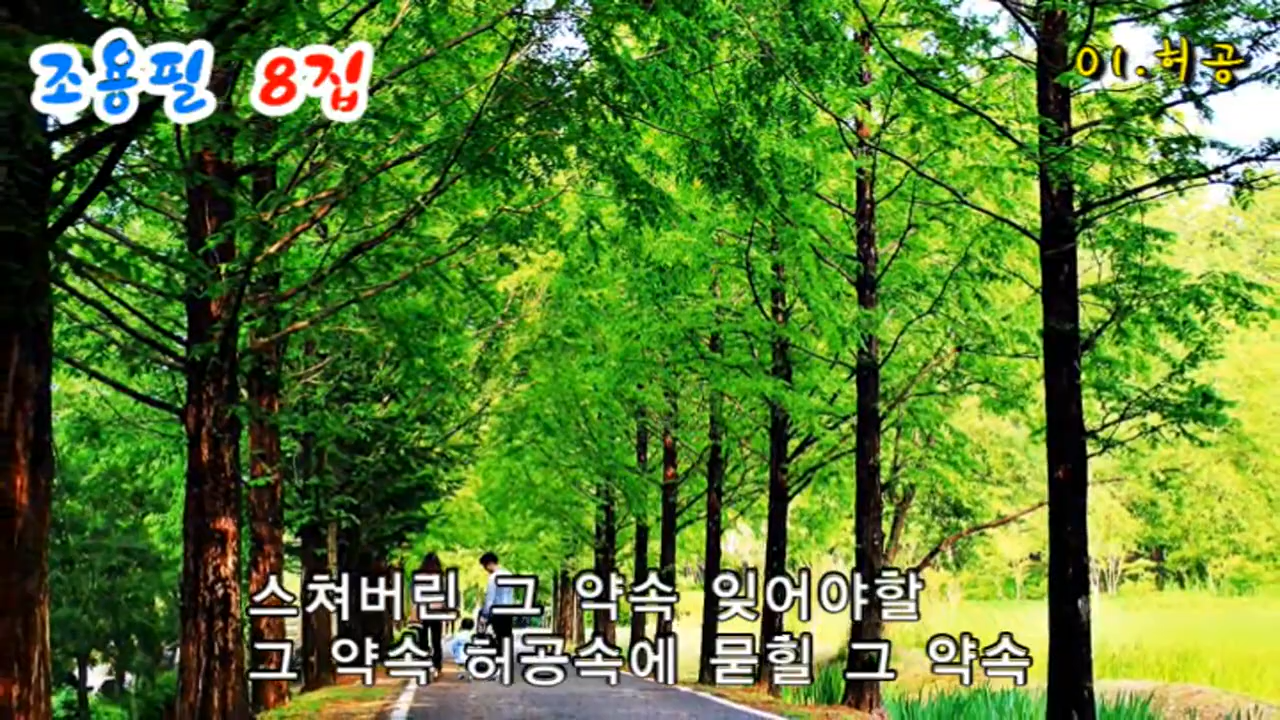 조용필 8집
01.허공
스쳐버린 그 약속 잊어야할
그 약속 허공속에 묻힐 그 약속